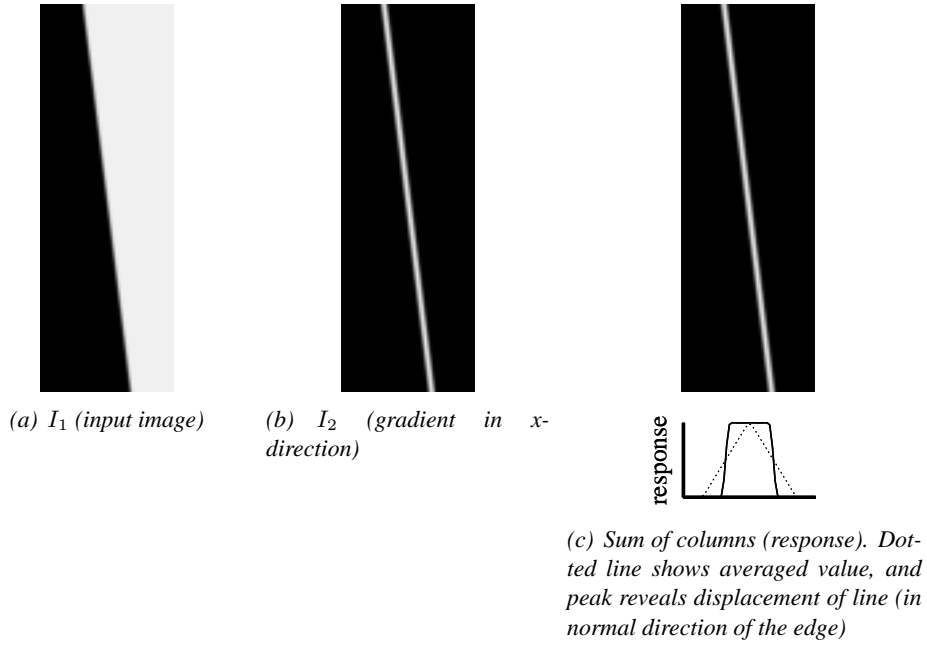 (a) I₁ (input image)
(b) I₂ (gradient in x-
direction)
response
(c) Sum of columns (response). Dot-
ted line shows averaged value, and
peak reveals displacement of line (in
normal direction of the edge)